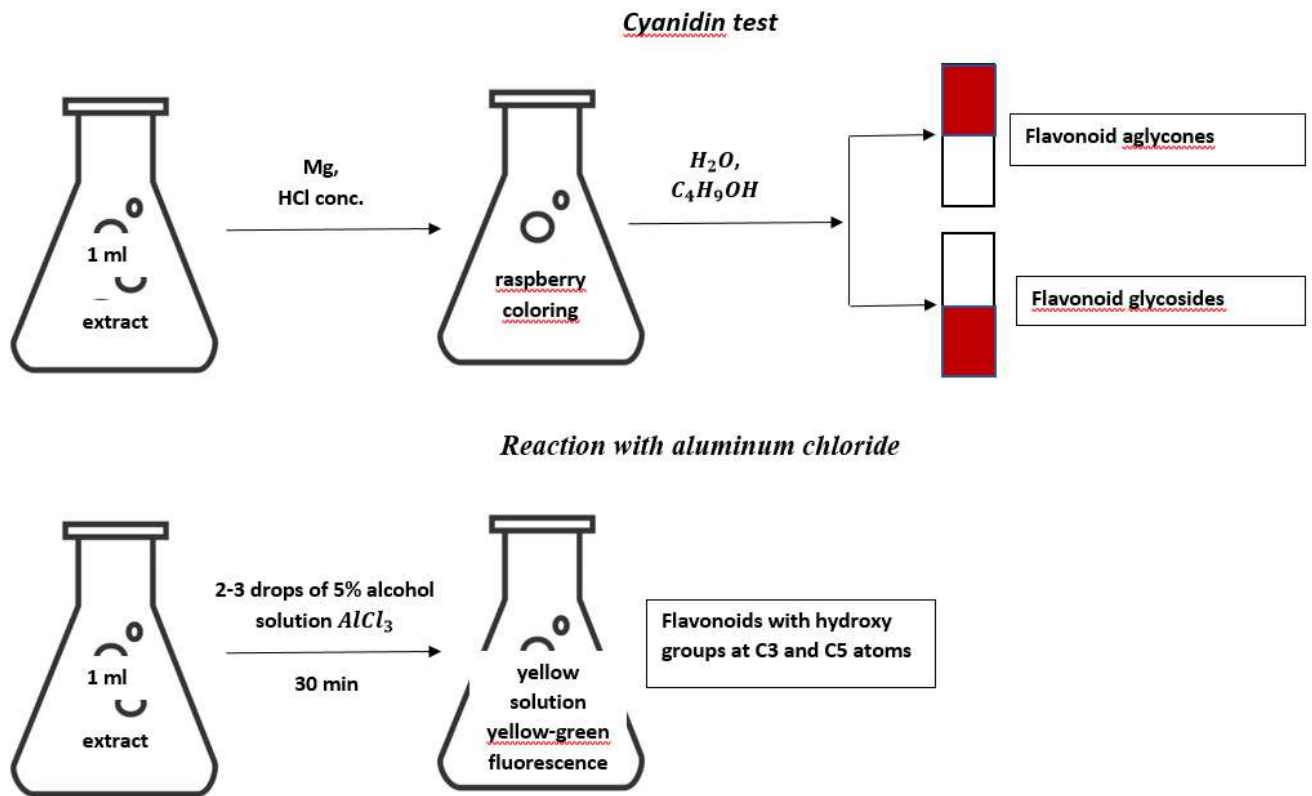 Cyanidin test
1 ml
extract
Mg,
HCl conc.
raspberry
coloring
H₂O,
C₄H₉OH
Flavonoid aglycones
Flavonoid glycosides
Reaction with aluminum chloride
1 ml
extract
2-3 drops of 5% alcohol
solution AlCl₃
30 min
yellow
solution
yellow-green
fluorescence
Flavonoids with hydroxy
groups at C3 and C5 atoms